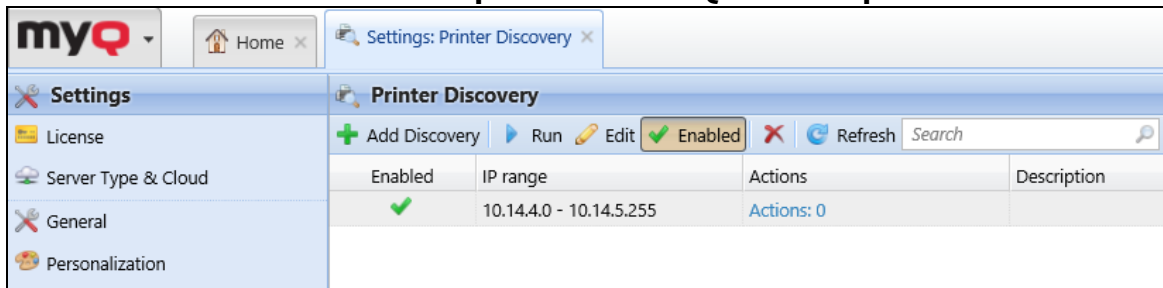 myQ Home Settings: Printer Discovery
Settings Printer Discovery
License Add Discovery Run Edit Enabled Refresh Search
Server Type & Cloud Enabled IP range Actions Description
General 10.14.4.0 - 10.14.5.255 Actions: 0
Personalization